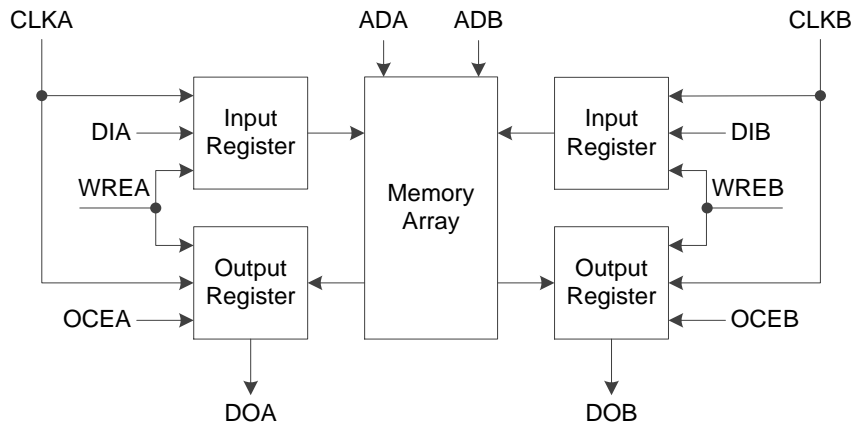 CLKA
ADA
ADB
CLKB
Input
Register
Input
Register
DIA
DIB
WREA
Memory
Array
WREB
Output
Register
Output
Register
OCEA
OCEB
DOA
DOB